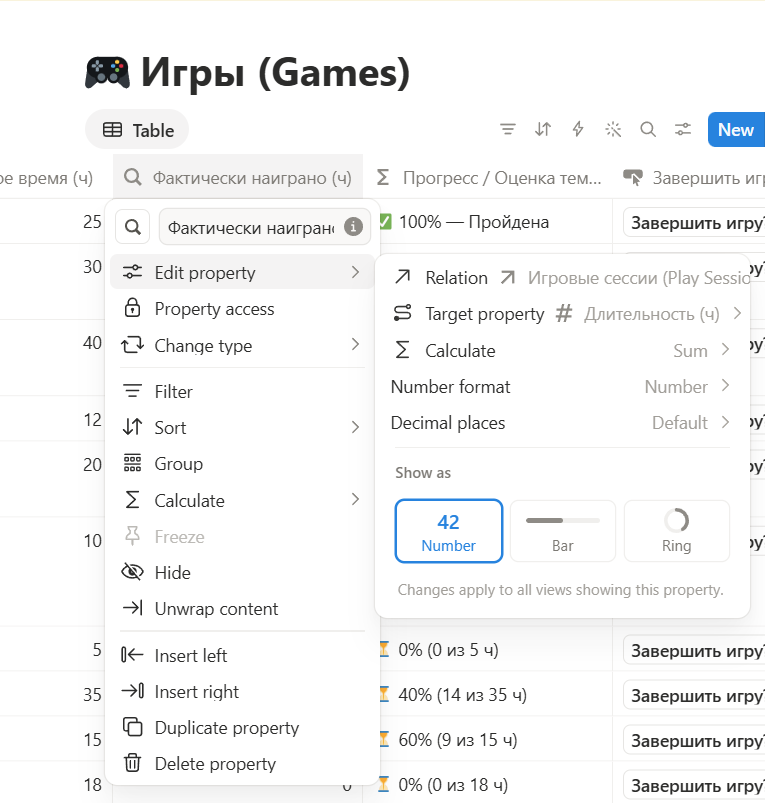 Игры (Games)
Table
New
ое время (ч)
Фактически наиграно (ч)
Прогресс / Оценка тем...
Завершить иг
25
Фактически наигранo
100% — Пройдена
Завершить игру
30
Edit property
Relation
Игровые сессии (Play Sessio
Property access
Target property
# Длительность (ч)
40
Change type
Calculate
Sum
Number format
Number
Filter
12
Sort
Decimal places
Default
20
Group
Show as
Calculate
10
Freeze
42
Number
Bar
Ring
Hide
Changes apply to all views showing this property.
Unwrap content
5
Insert left
0% (0 из 5 ч)
Завершить игру
35
Insert right
40% (14 из 35 ч)
Завершить игру
15
Duplicate property
60% (9 из 15 ч)
Завершить игру
18
Delete property
0
0% (0 из 18 ч)
Завершить игру